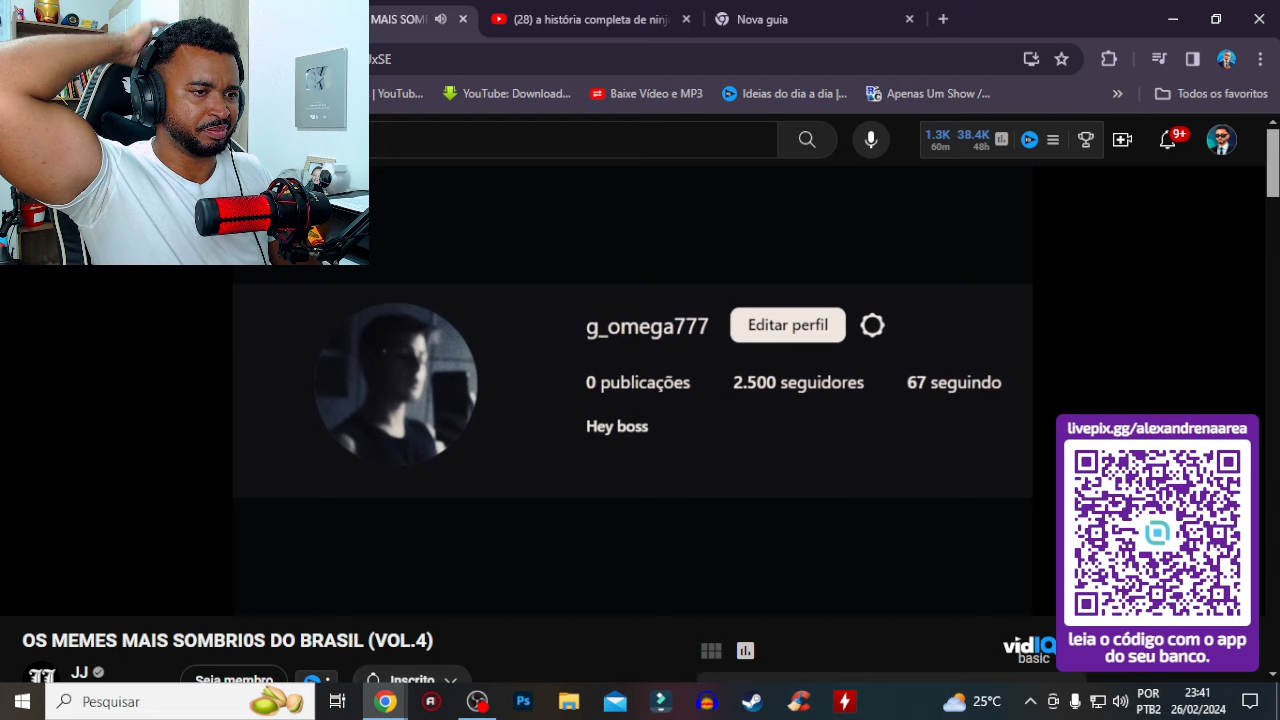 MAIS SOMI
(28) a história completa de ninj
Nova guia
JxSE
| YouTub...
YouTube: Download...
Baixe Vídeo e MP3
Ideias do dia a dia |...
Apenas Um Show /...
»
Todos os favoritos
1.3K 38.4K
60m 48h
9+
g_omega777
Editar perfil
0 publicações
2.500 seguidores
67 seguindo
Hey boss
livepix.gg/alexandrenaarea
leia o código com o app
do seu banco.
OS MEMES MAIS SOMBRI0S DO BRASIL (VOL.4)
vidIQ
basic
JJ
Seja membro
Inscrito
Pesquisar
Ps
25°C
POR
PTB2
23:41
26/02/2024